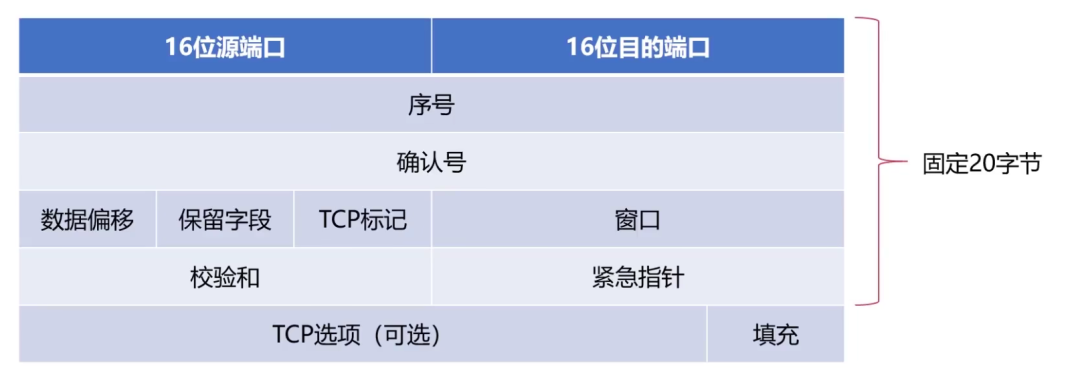 16位源端口 16位目的端口
序号
确认号
固定20字节
数据偏移 保留字段 TCP标记 窗口
校验和 紧急指针
TCP选项（可选） 填充